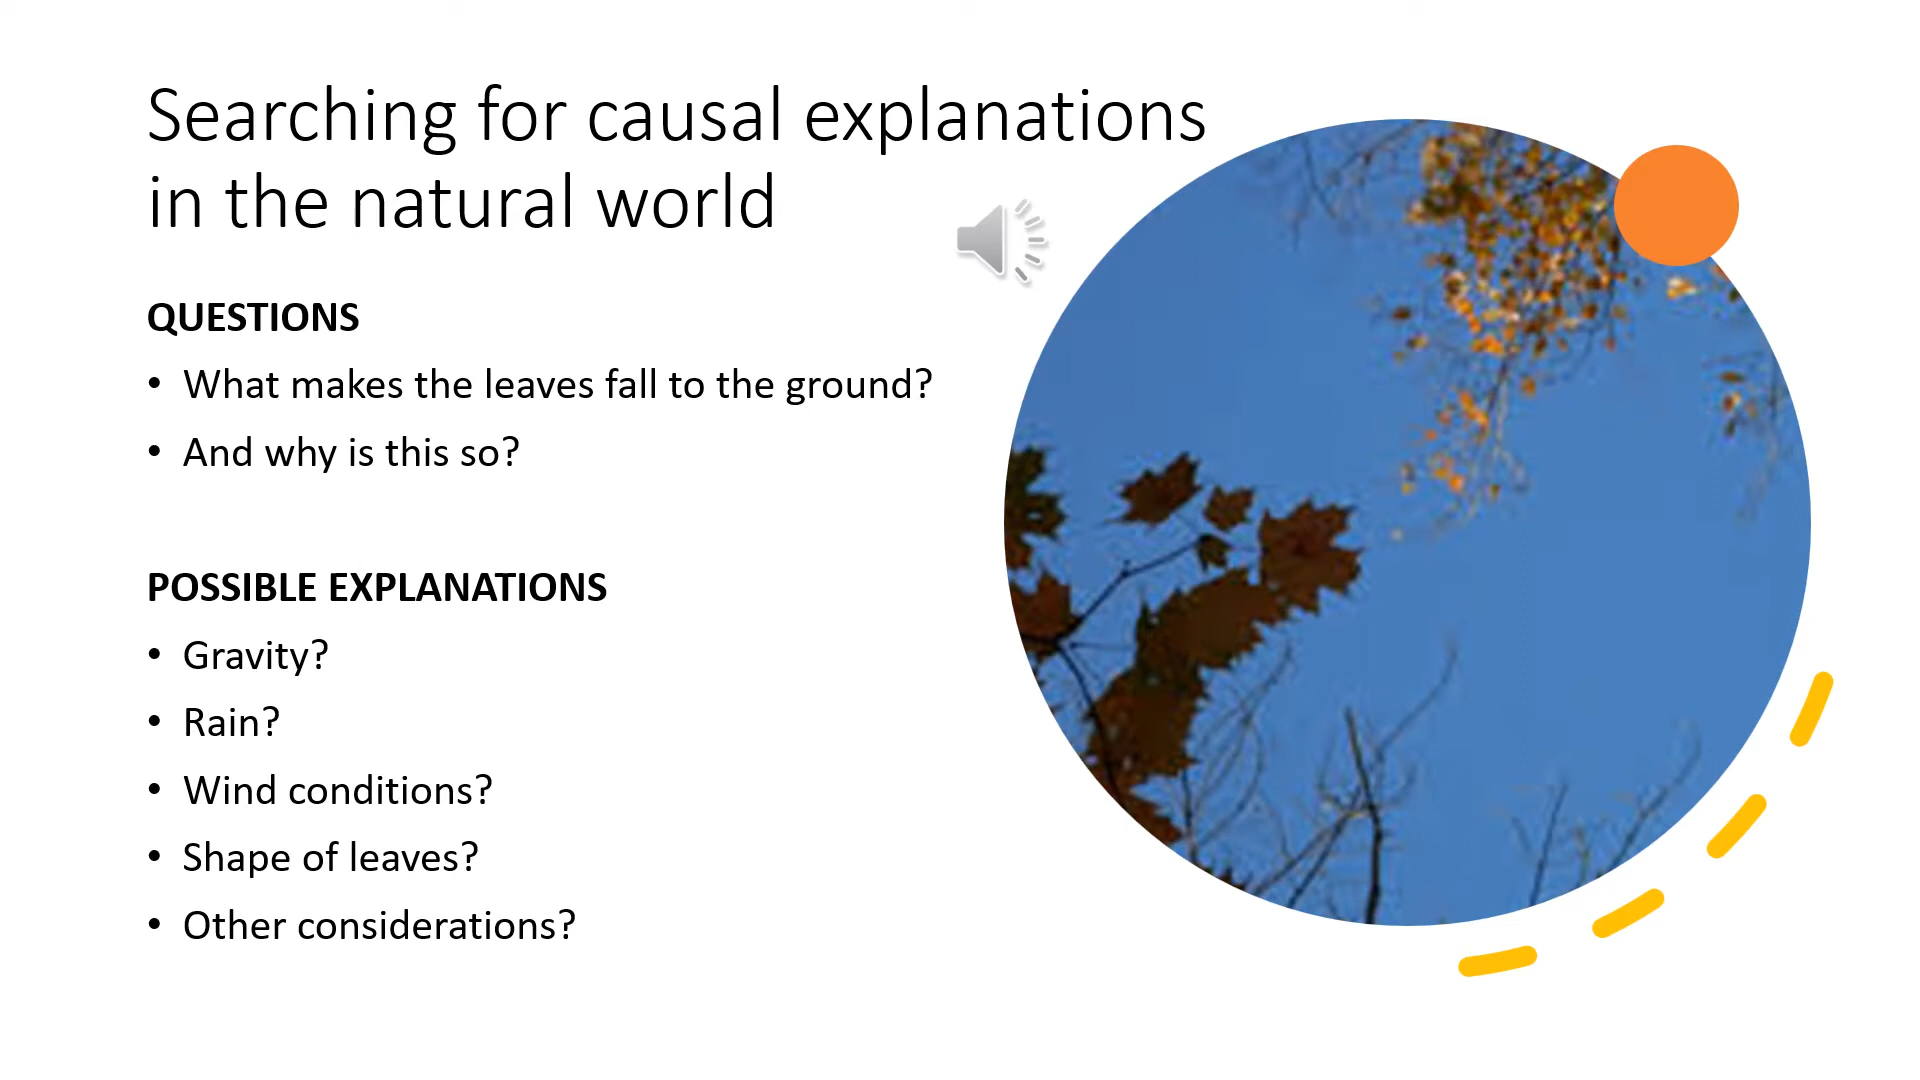 Searching for causal explanations
in the natural world
QUESTIONS
• What makes the leaves fall to the ground?
• And why is this so?
POSSIBLE EXPLANATIONS
• Gravity?
• Rain?
• Wind conditions?
• Shape of leaves?
• Other considerations?